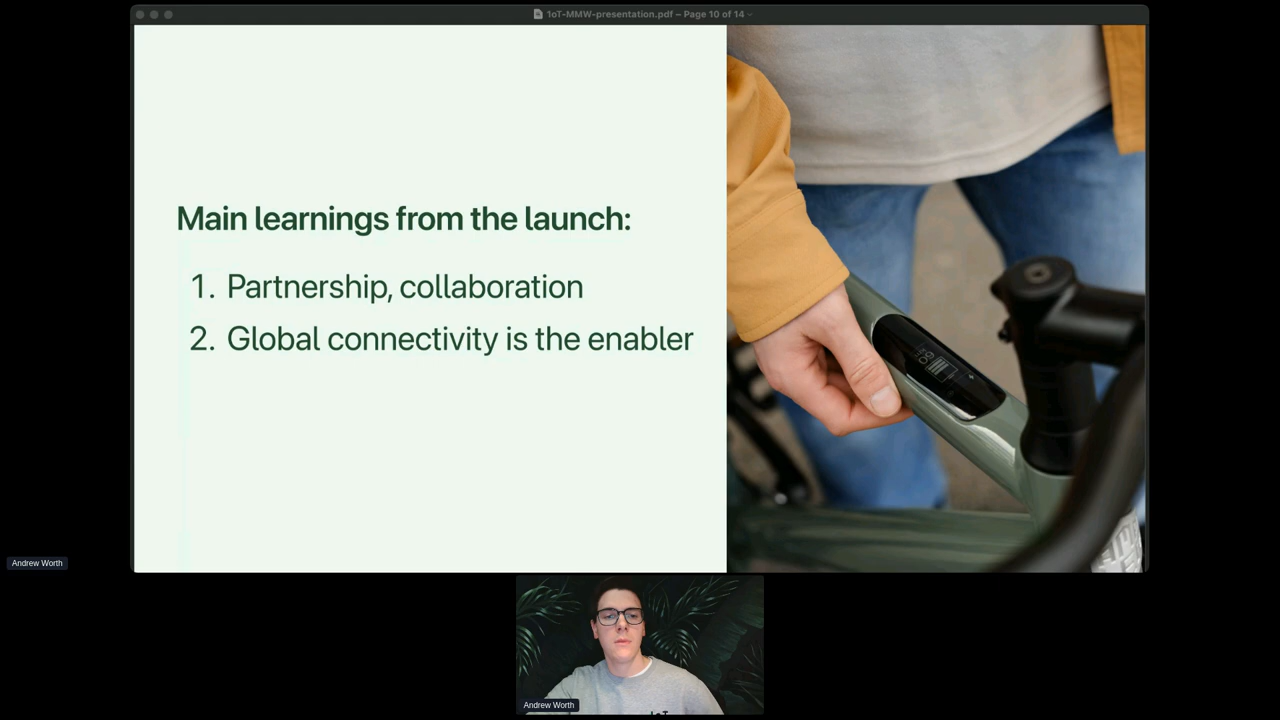 1oT-MMW-presentation.pdf – Page 10 of 14
Main learnings from the launch:
1. Partnership, collaboration
2. Global connectivity is the enabler
Andrew Worth
Andrew Worth